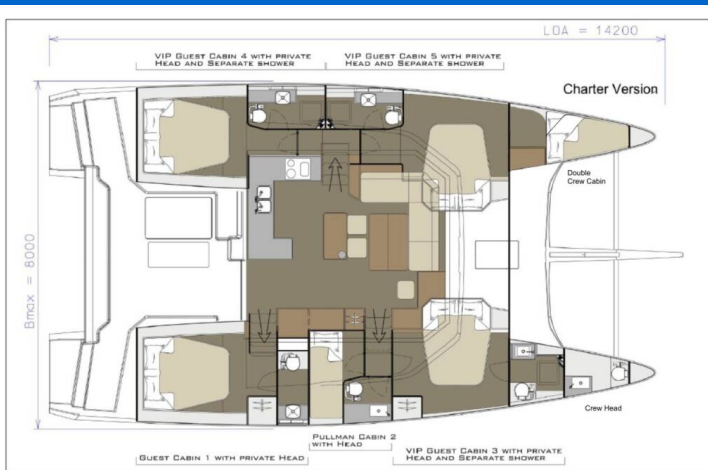 LOA = 14200
VIP GUEST CABIN 4 WITH PRIVATE
HEAD AND SEPARATE SHOWER
VIP GUEST CABIN 5 WITH PRIVATE
HEAD AND SEPARATE SHOWER
Charter Version
Double
Crew Cabin
Bmax = 8000
Crew Head
PULLMAN CABIN 2
WITH HEAD
GUEST CABIN 1 WITH PRIVATE HEAD
VIP GUEST CABIN 3 WITH PRIVATE
HEAD AND SEPARATE SHOWER